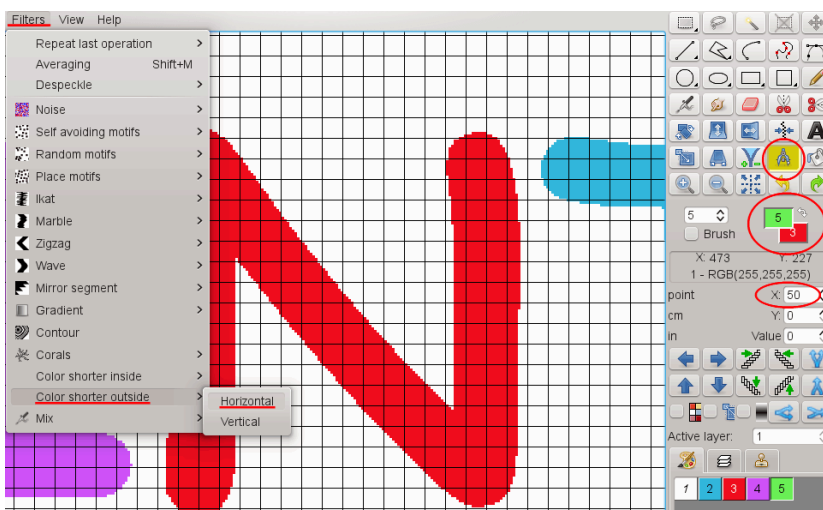 Filters View Help
Repeat last operation
Averaging Shift+M
Despeckle
Noise
Self avoiding motifs
Random motifs
Place motifs
Ikat
Marble
Zigzag
Wave
Mirror segment
Gradient
Contour
Corals
Color shorter inside
Color shorter outside
Mix
Horizontal
Vertical
A
5
5
3
Brush
X: 473 Y: 227
1 - RGB(255,255,255)
point X: 50
cm Y: 0
in Value 0
Active layer: 1
1 2 3 4 5